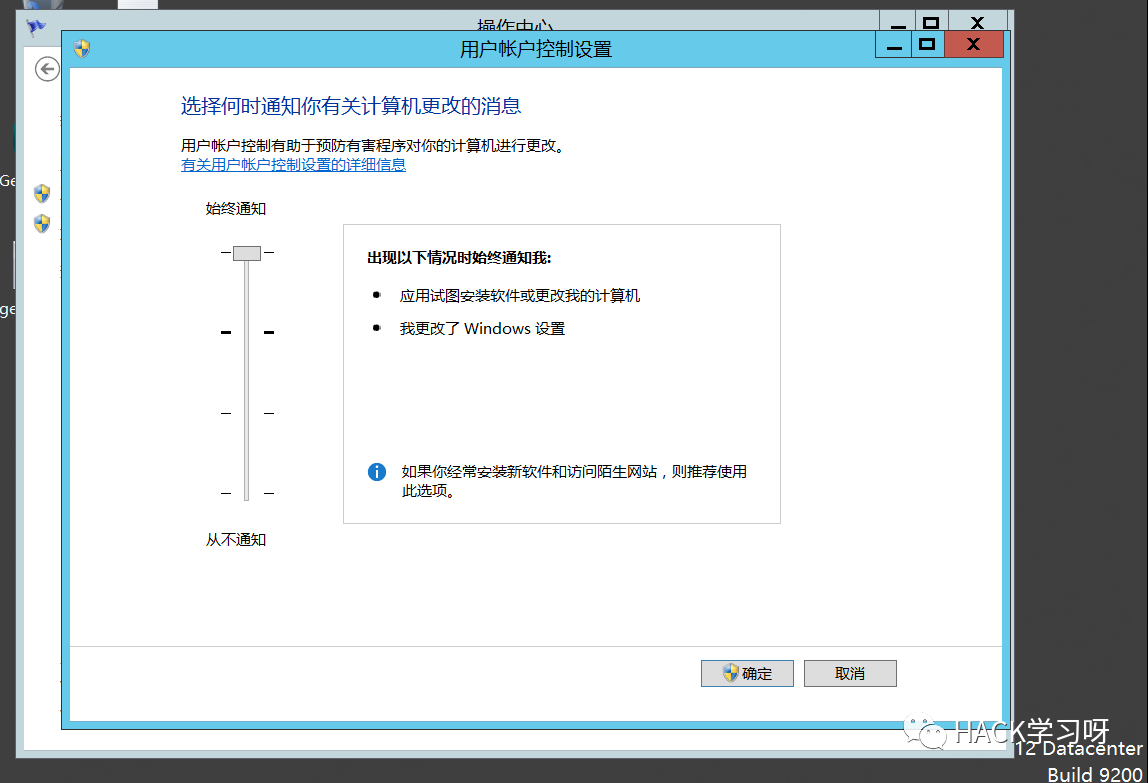 操作中心
用户帐户控制设置
选择何时通知你有关计算机更改的消息
用户帐户控制有助于预防有害程序对你的计算机进行更改。
有关用户帐户控制设置的详细信息
始终通知
出现以下情况时始终通知我:
应用试图安装软件或更改我的计算机
我更改了 Windows 设置
如果你经常安装新软件和访问陌生网站，则推荐使用
此选项。
从不通知
确定
取消
Ge
ge
HACK学习呀
12 Datacenter
Build 9200